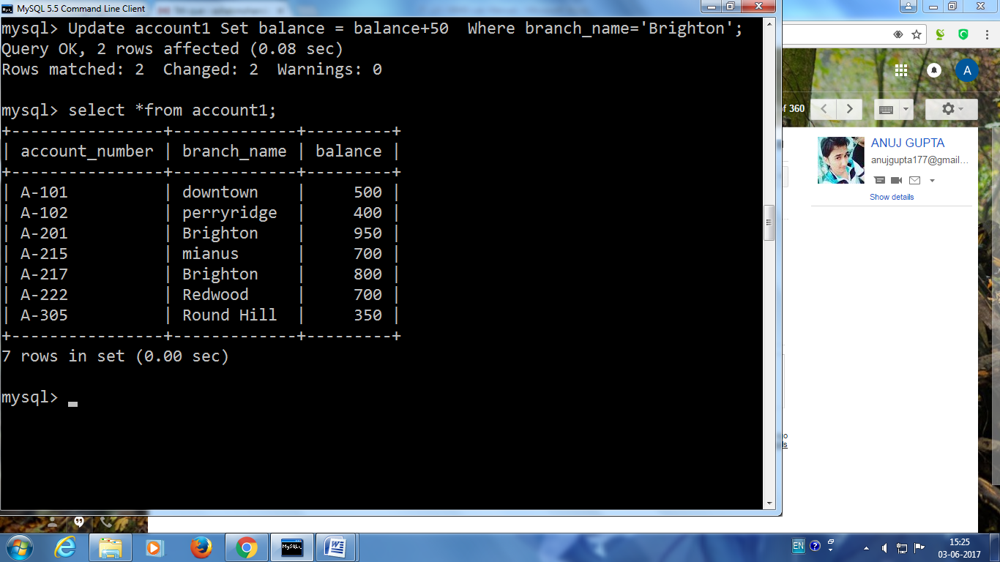 MySQL 5.5 Command Line Client
mysql> Update account1 Set balance = balance+50  Where branch_name='Brighton';
Query OK, 2 rows affected (0.08 sec)
Rows matched: 2  Changed: 2  Warnings: 0
mysql> select *from account1;
+----------------+-------------+---------+
| account_number | branch_name | balance |
+----------------+-------------+---------+
| A-101          | downtown    |     500 |
| A-102          | perryridge  |     400 |
| A-201          | Brighton    |     950 |
| A-215          | mianus      |     700 |
| A-217          | Brighton    |     800 |
| A-222          | Redwood     |     700 |
| A-305          | Round Hill  |     350 |
+----------------+-------------+---------+
7 rows in set (0.00 sec)
mysql>
A
of 360
ANUJ GUPTA
anujgupta177@gmail...
Show details
EN
15:25
03-06-2017